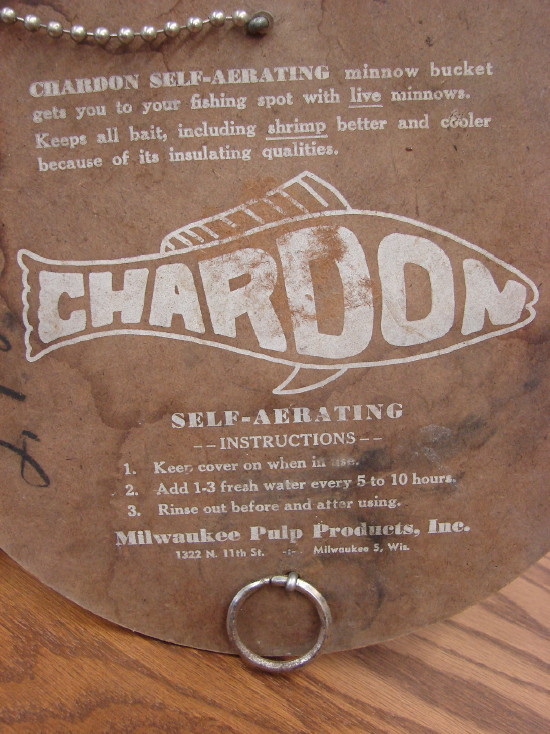 CHARDON SELF-AERATING minnow bucket
gets you to your fishing spot with live minnows.
Keeps all bait, including shrimp better and cooler
because of its insulating qualities.
CHARDON
SELF-AERATING
--INSTRUCTIONS--
1. Keep cover on when in use.
2. Add 1-3 fresh water every 5 to 10 hours.
3. Rinse out before and after using.
Milwaukee Pulp Products, Inc.
1322 N. 11th St. -:- Milwaukee 5, Wis.